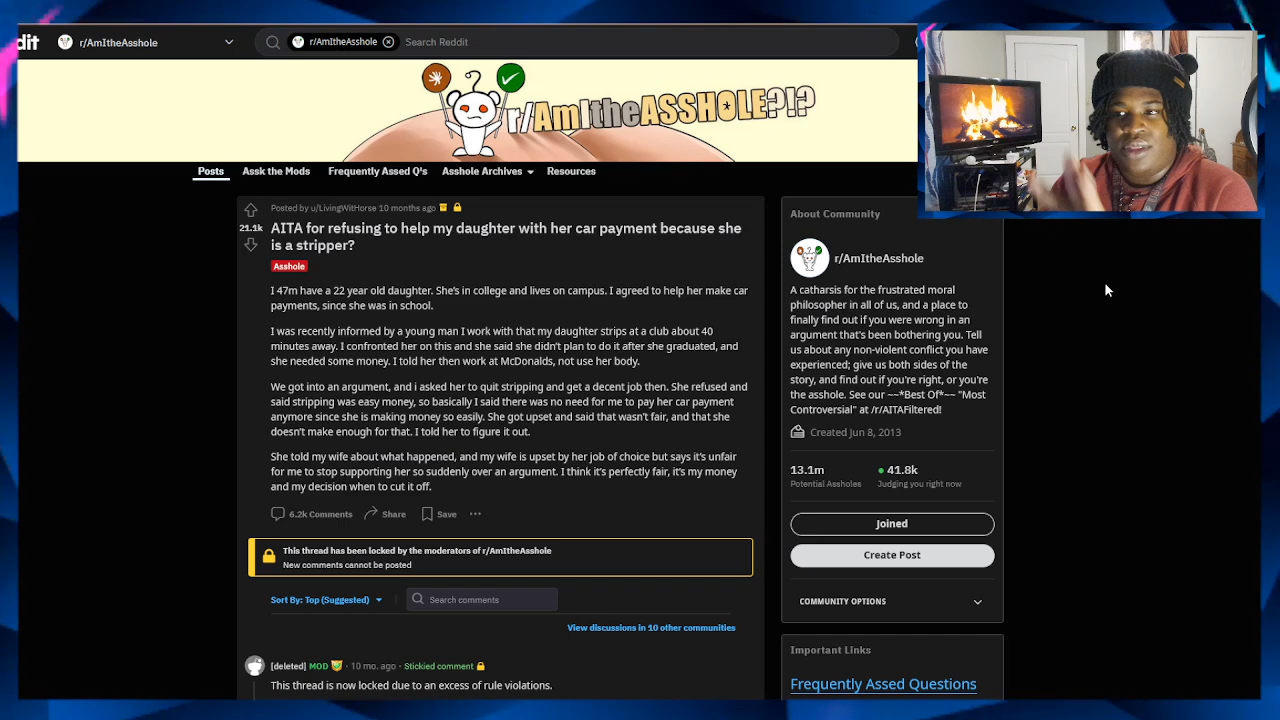 dit r/AmItheAsshole r/AmItheAsshole Search Reddit
r/AmItheASSHOLE?!?
Posts Assk the Mods Frequently Assed Q's Asshole Archives Resources
Posted by u/LivingWitHorse 10 months ago
21.1k
AITA for refusing to help my daughter with her car payment because she
is a stripper?
Asshole
I 47m have a 22 year old daughter. She's in college and lives on campus. I agreed to help her make car
payments, since she was in school.
I was recently informed by a young man I work with that my daughter strips at a club about 40
minutes away. I confronted her on this and she said she didn't plan to do it after she graduated, and
she needed some money. I told her then work at McDonalds, not use her body.
We got into an argument, and i asked her to quit stripping and get a decent job then. She refused and
said stripping was easy money, so basically I said there was no need for me to pay her car payment
anymore since she is making money so easily. She got upset and said that wasn't fair, and that she
doesn't make enough for that. I told her to figure it out.
She told my wife about what happened, and my wife is upset by her job of choice but says it's unfair
for me to stop supporting her so suddenly over an argument. I think it's perfectly fair, it's my money
and my decision when to cut it off.
6.2k Comments Share Save
This thread has been locked by the moderators of r/AmItheAsshole
New comments cannot be posted
Sort By: Top (Suggested) Search comments
View discussions in 10 other communities
[deleted] MOD · 10 mo. ago · Stickied comment
This thread is now locked due to an excess of rule violations.
About Community
r/AmItheAsshole
A catharsis for the frustrated moral
philosopher in all of us, and a place to
finally find out if you were wrong in an
argument that's been bothering you. Tell
us about any non-violent conflict you have
experienced; give us both sides of the
story, and find out if you're right, or you're
the asshole. See our ~~*Best Of*~~ "Most
Controversial" at /r/AITAFiltered!
Created Jun 8, 2013
13.1m 41.8k
Potential Assholes Judging you right now
Joined
Create Post
COMMUNITY OPTIONS
Important Links
Frequently Assed Questions